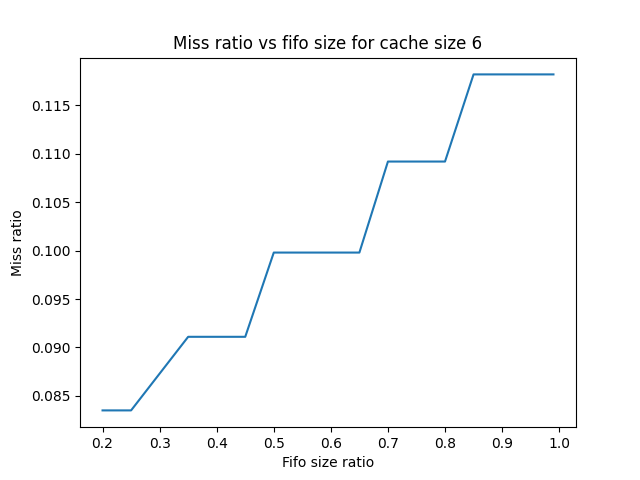 Miss ratio vs fifo size for cache size 6
0.115
0.110
0.105
0.100
0.095
0.090
0.085
Miss ratio
0.2 0.3 0.4 0.5 0.6 0.7 0.8 0.9 1.0
Fifo size ratio